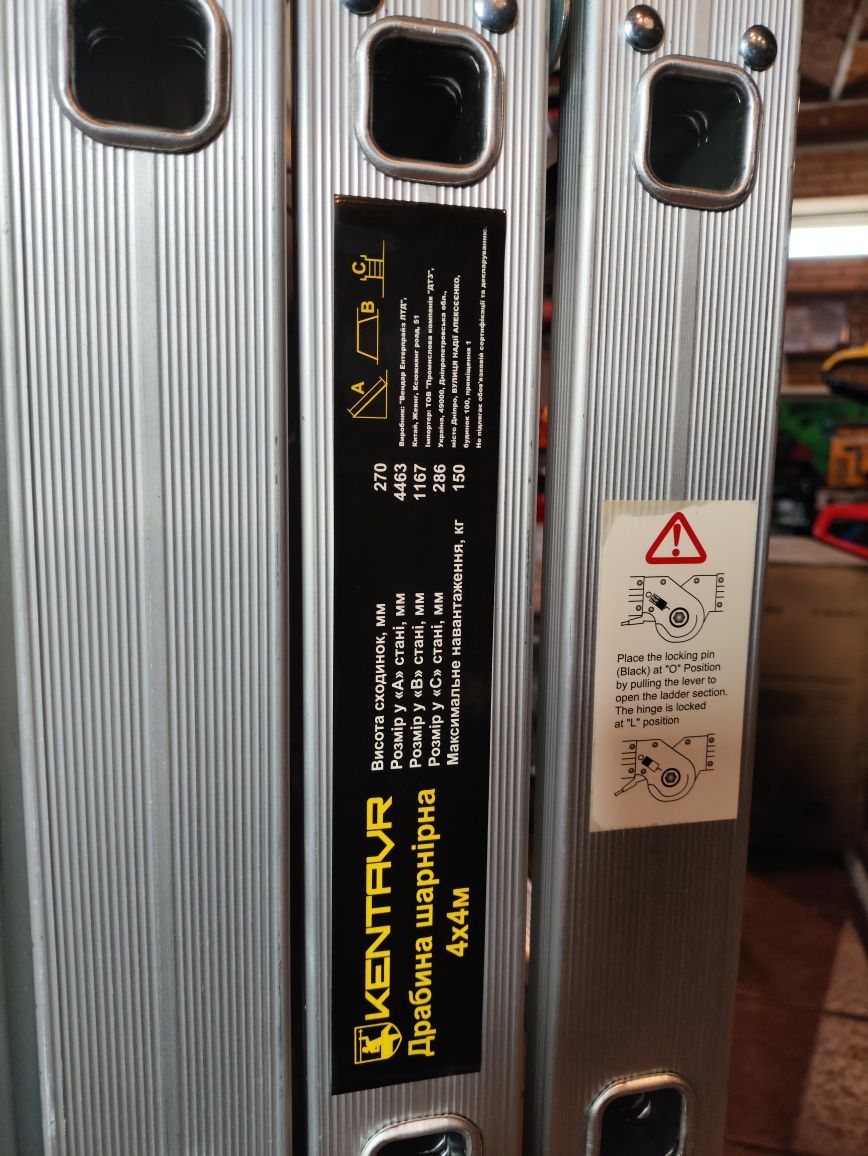 KENTAVR
Драбина шарнірна
4х4м
Висота сходинок, мм 270
Розмір у «А» стані, мм 4463
Розмір у «В» стані, мм 1167
Розмір у «С» стані, мм 286
Максимальне навантаження, кг 150
A
B
C
Виробник: "Вендар Ентерпрайз ЛТД",
Китай, Жеянг, роад, 51
Імпортер: ТОВ "Промислова компанія "ДТЗ",
Україна, 49000, Дніпропетровська обл.,
місто Дніпро, ВУЛИЦЯ НАДІЇ АЛЕКСЄЄНКО,
будинок 100, приміщення 1
Не підлягає обов'язковій сертифікації та декларуванню.
Place the locking pin
(Black) at "O" Position
by pulling the lever to
open the ladder section.
The hinge is locked
at "L" position